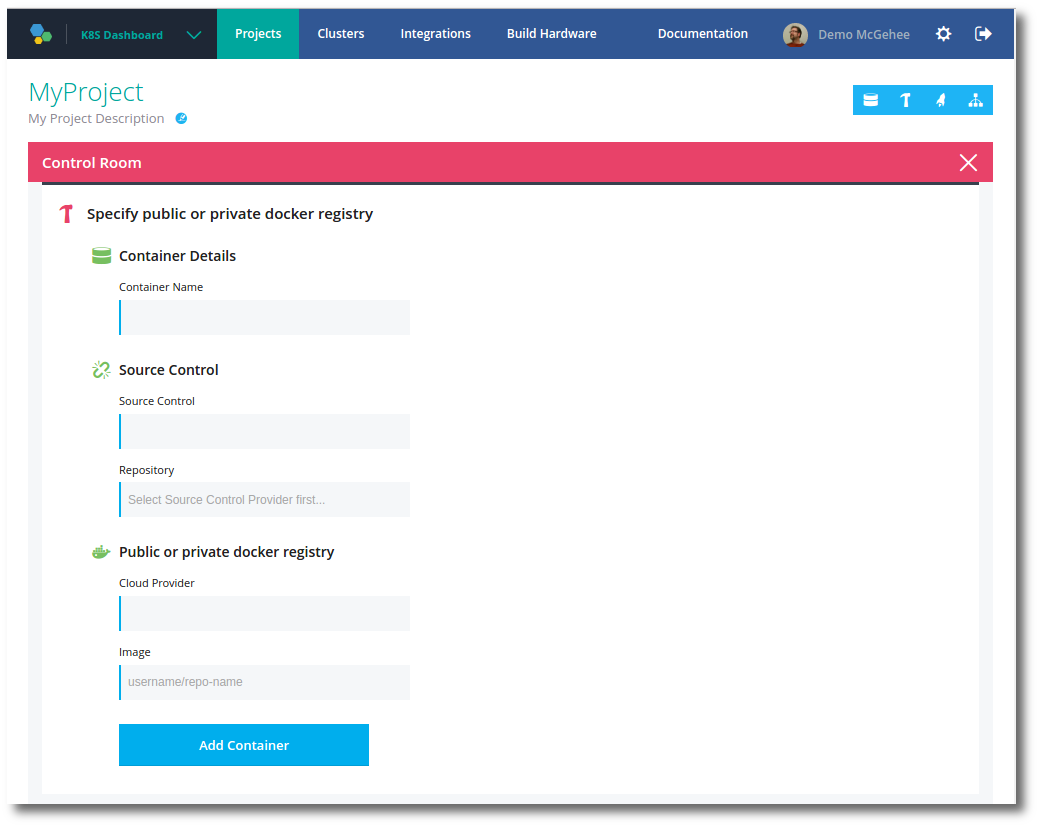 K8S Dashboard Projects Clusters Integrations Build Hardware Documentation Demo McGehee
MyProject
My Project Description
Control Room
Specify public or private docker registry
Container Details
Container Name
Source Control
Source Control
Repository
Select Source Control Provider first...
Public or private docker registry
Cloud Provider
Image
username/repo-name
Add Container